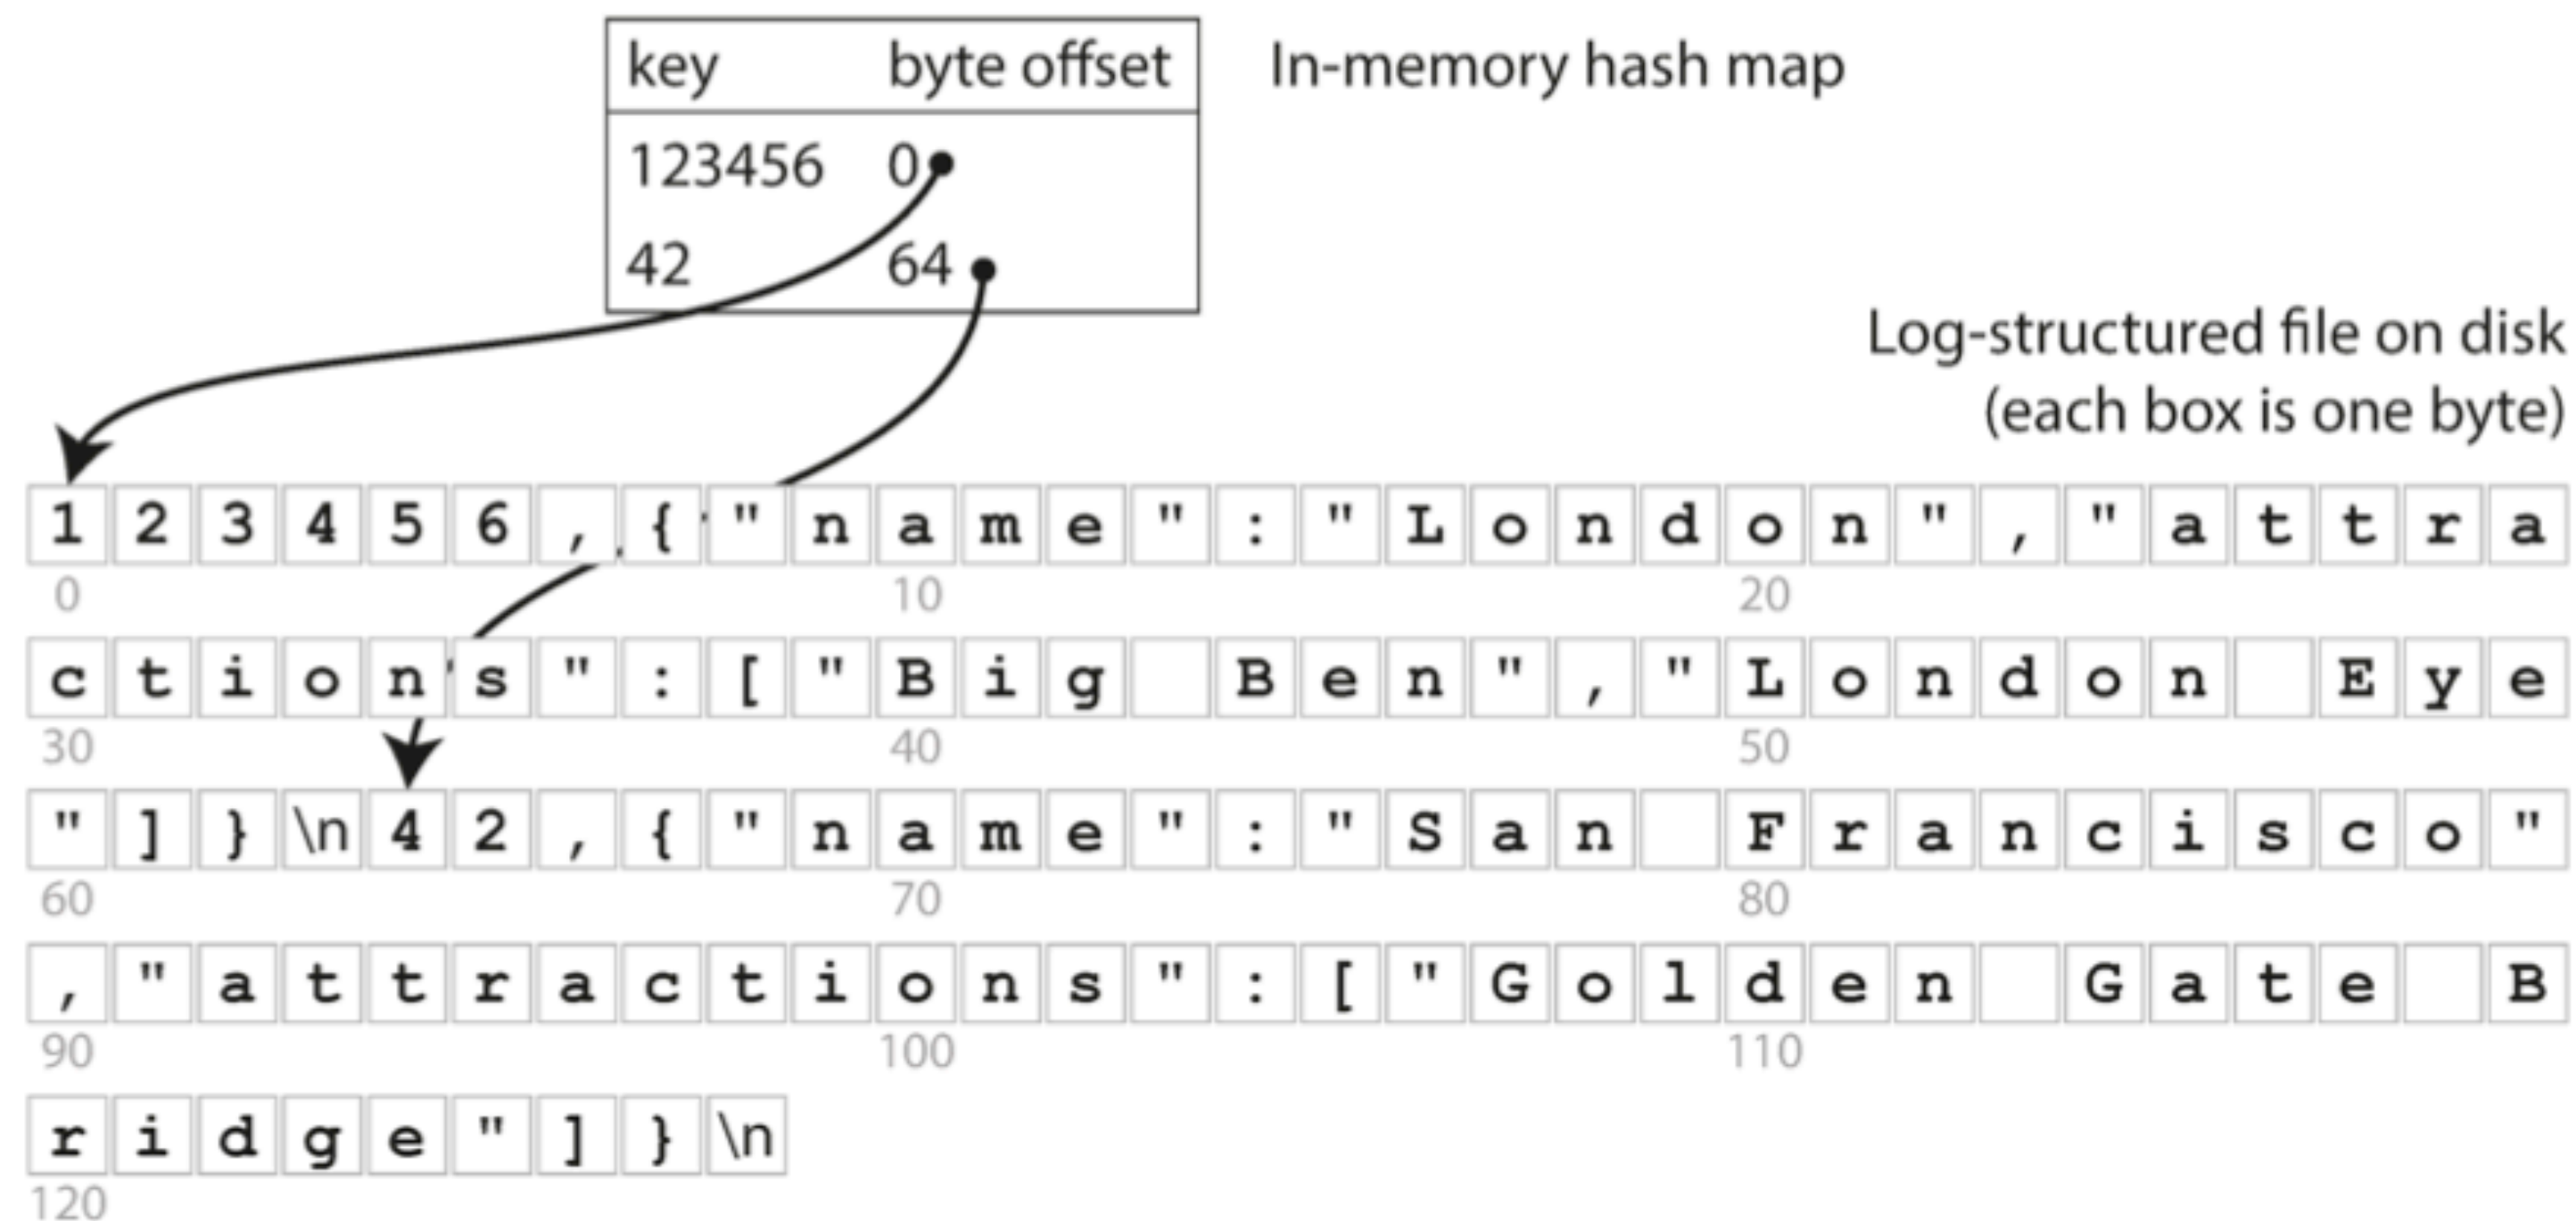 key byte offset In-memory hash map
123456 0
42 64
Log-structured file on disk
(each box is one byte)
1 2 3 4 5 6 , { " n a m e " : " L o n d o n " , " a t t r a
0 10 20
c t i o n s " : [ " B i g B e n " , " L o n d o n E y e
30 40 50
" ] } \n 4 2 , { " n a m e " : " S a n F r a n c i s c o "
60 70 80
, " a t t r a c t i o n s " : [ " G o l d e n G a t e B
90 100 110
r i d g e " ] } \n
120